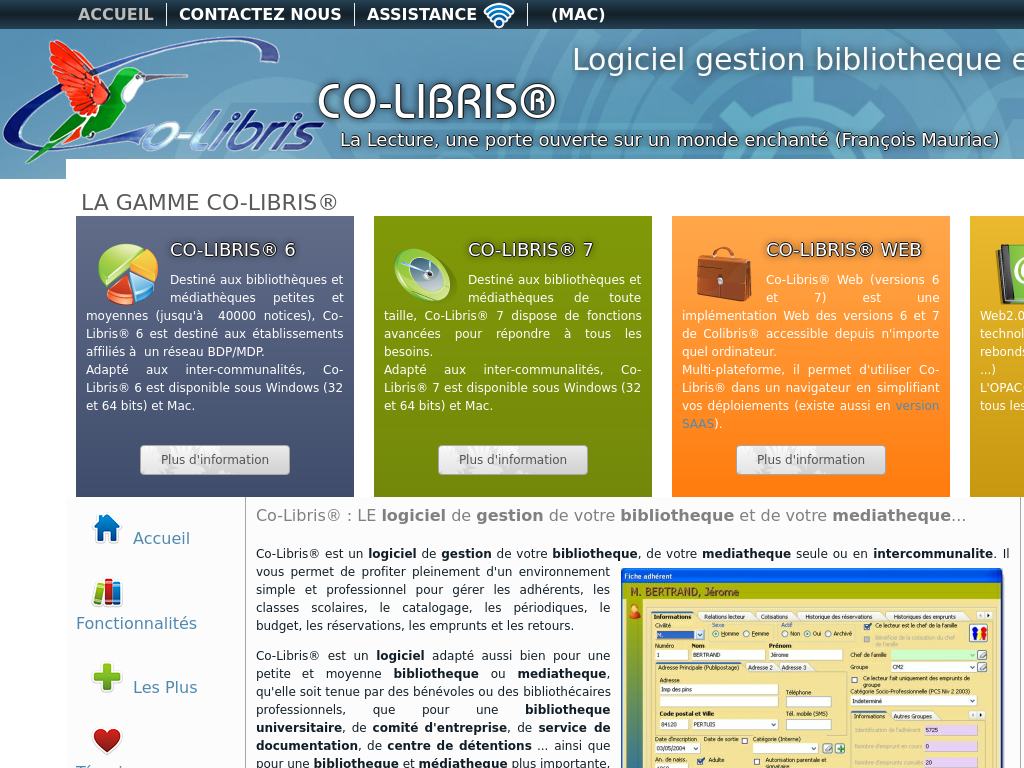 ACCUEIL CONTACTEZ NOUS ASSISTANCE (MAC)
Logiciel gestion bibliotheque e
Co-Libris
CO-LIBRIS®
La Lecture, une porte ouverte sur un monde enchanté (François Mauriac)
LA GAMME CO-LIBRIS®
CO-LIBRIS® 6
Destiné aux bibliothèques et
médiathèques petites et
moyennes (jusqu'à 40000 notices), Co-
Libris® 6 est destiné aux établissements
affiliés à un réseau BDP/MDP.
Adapté aux inter-communalités, Co-
Libris® 6 est disponible sous Windows (32
et 64 bits) et Mac.
Plus d'information
CO-LIBRIS® 7
Destiné aux bibliothèques et
médiathèques de toute
taille, Co-Libris® 7 dispose de fonctions
avancées pour répondre à tous les
besoins.
Adapté aux inter-communalités, Co-
Libris® 7 est disponible sous Windows (32
et 64 bits) et Mac.
Plus d'information
CO-LIBRIS® WEB
Co-Libris® Web (versions 6
et 7) est une
implémentation Web des versions 6 et 7
de Colibris® accessible depuis n'importe
quel ordinateur.
Multi-plateforme, il permet d'utiliser Co-
Libris® dans un navigateur en simplifiant
vos déploiements (existe aussi en version
SAAS).
Plus d'information
Web2.0
technol
rebonds
...)
L'OPAC
tous les
Accueil
Fonctionnalités
Les Plus
Co-Libris® : LE logiciel de gestion de votre bibliotheque et de votre mediatheque...
Co-Libris® est un logiciel de gestion de votre bibliotheque, de votre mediatheque seule ou en intercommunalite. Il
vous permet de profiter pleinement d'un environnement
simple et professionnel pour gérer les adhérents, les
classes scolaires, le catalogage, les périodiques, le
budget, les réservations, les emprunts et les retours.
Co-Libris® est un logiciel adapté aussi bien pour une
petite et moyenne bibliotheque ou mediatheque,
qu'elle soit tenue par des bénévoles ou des bibliothécaires
professionnels, que pour une bibliotheque
universitaire, de comité d'entreprise, de service de
documentation, de centre de détentions ... ainsi que
pour une bibliotheque et médiatheque plus importante,
Fiche adhérent
M. BERTRAND, Jérome
Informations Relations lecteur Cotisations Historique des réservations Historiques des emprunts
Civilité Sexe Actif
M. Homme Femme Non Oui Archivé
Ce lecteur est le chef de la famille
Bénéficie de la cotisation du chef de famille
Numéro Nom Prénom
1 BERTRAND Jérome
Chef de famille
Adresse Principale (Publipostage) Adresse 2 Adresse 3
Groupe CM2
Ce lecteur fait uniquement des emprunts de
groupe
Adresse
Imp des pins
Téléphone
Catégorie Socio-Professionnelle (PCS Niv 2 2003)
Indeterminé
Code postal et Ville Tél. mobile (SMS)
84120 PERTUIS
Informations Autres Groupes
Identification de l'adhérent 5725
Date d'inscription Date de sortie Catégorie (Interne)
03/05/2004
Nombre d'emprunt en cours 0
An. de naiss. Adulte Autorisation parentale et
Nombre d'emprunts cumulés 20